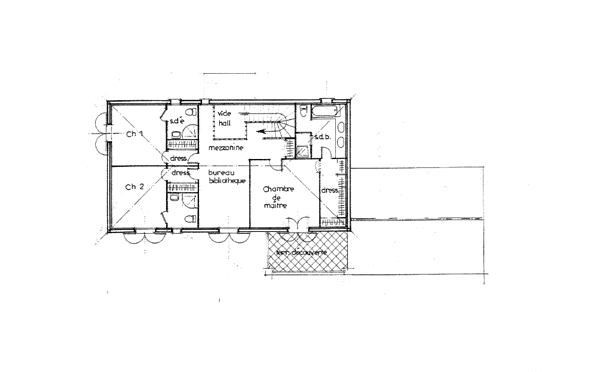 vide
hall
s.d'e
Ch 1
s.d.b.
mezzanine
dress.
dress.
bureau
bibliotheque
Ch 2
Chambre
de
maitre
dress.
terr. découverte